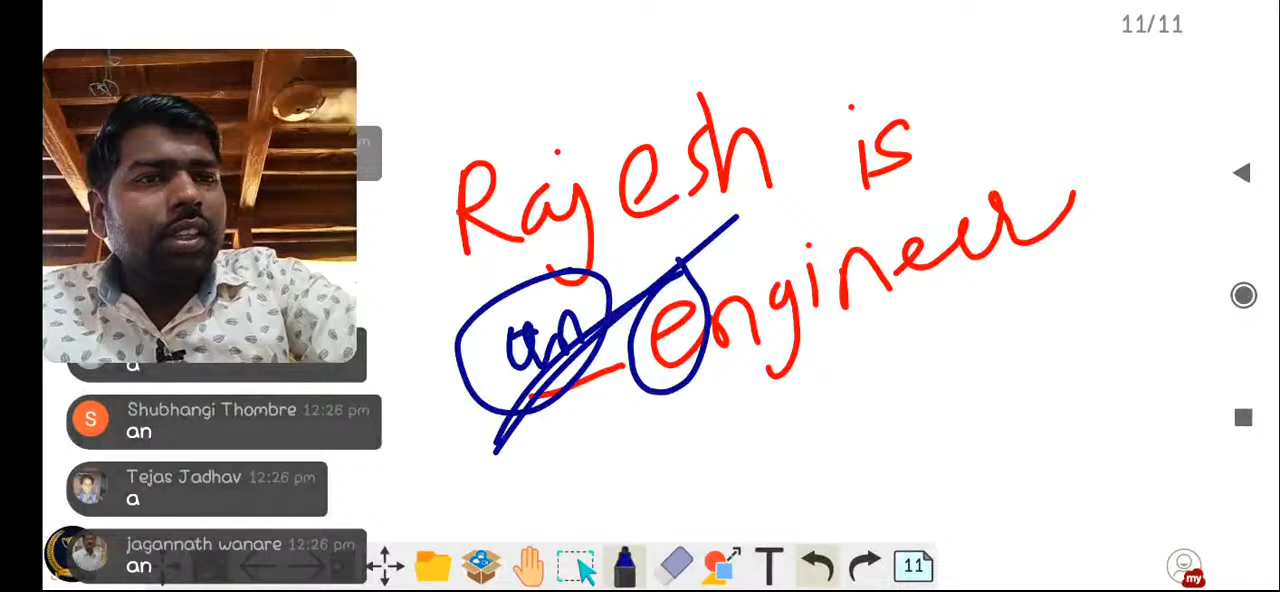 11/11
Rajesh is
an engineer
m
a
Shubhangi Thombre 12:26 pm
an
Tejas Jadhav 12:26 pm
a
jagannath wanare 12:26 pm
an
T
11
my